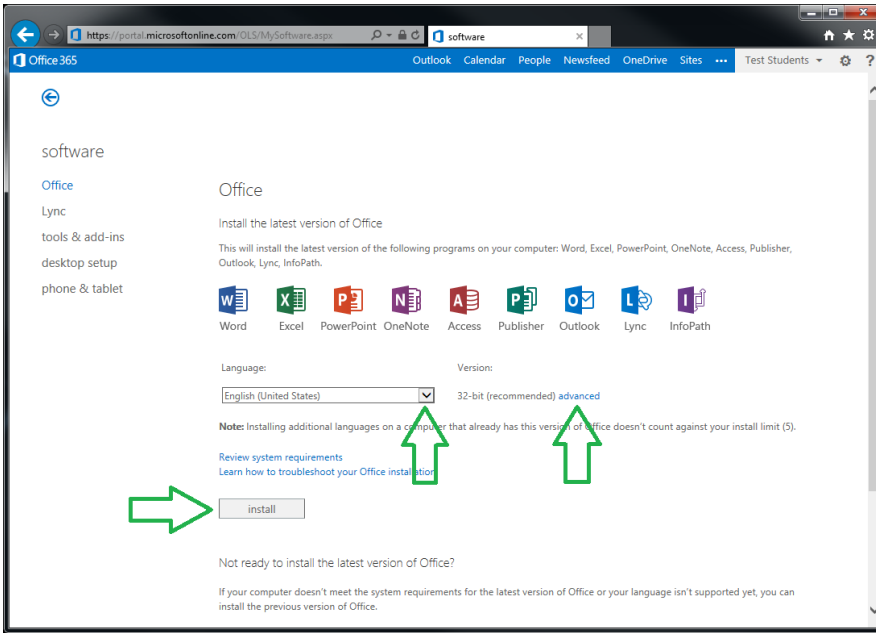 https://portal.microsoftonline.com/OLS/MySoftware.aspx
software
Office 365
Outlook Calendar People Newsfeed OneDrive Sites ••• Test Students ?
software
Office
Lync
tools & add-ins
desktop setup
phone & tablet
Office
Install the latest version of Office
This will install the latest version of the following programs on your computer: Word, Excel, PowerPoint, OneNote, Access, Publisher,
Outlook, Lync, InfoPath.
Word Excel PowerPoint OneNote Access Publisher Outlook Lync InfoPath
Language: Version:
English (United States) 32-bit (recommended) advanced
Note: Installing additional languages on a computer that already has this version of Office doesn't count against your install limit (5).
Review system requirements
Learn how to troubleshoot your Office installation
install
Not ready to install the latest version of Office?
If your computer doesn't meet the system requirements for the latest version of Office or your language isn't supported yet, you can
install the previous version of Office.